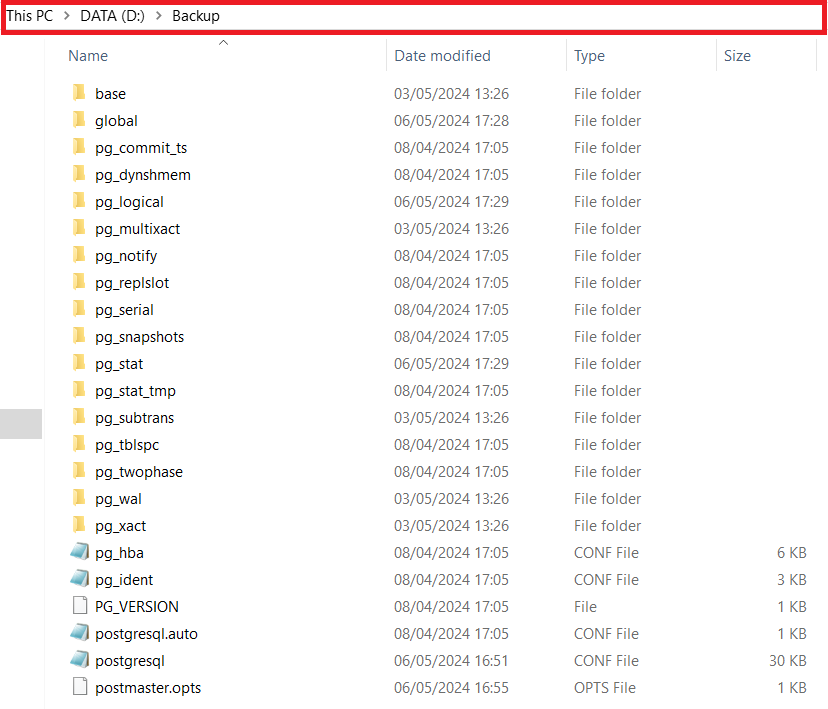 This PC > DATA (D:) > Backup
Name Date modified Type Size
base 03/05/2024 13:26 File folder
global 06/05/2024 17:28 File folder
pg_commit_ts 08/04/2024 17:05 File folder
pg_dynshmem 08/04/2024 17:05 File folder
pg_logical 06/05/2024 17:29 File folder
pg_multixact 03/05/2024 13:26 File folder
pg_notify 08/04/2024 17:05 File folder
pg_replslot 08/04/2024 17:05 File folder
pg_serial 08/04/2024 17:05 File folder
pg_snapshots 08/04/2024 17:05 File folder
pg_stat 06/05/2024 17:29 File folder
pg_stat_tmp 08/04/2024 17:05 File folder
pg_subtrans 03/05/2024 13:26 File folder
pg_tblspc 08/04/2024 17:05 File folder
pg_twophase 08/04/2024 17:05 File folder
pg_wal 03/05/2024 13:26 File folder
pg_xact 03/05/2024 13:26 File folder
pg_hba 08/04/2024 17:05 CONF File 6 KB
pg_ident 08/04/2024 17:05 CONF File 3 KB
PG_VERSION 08/04/2024 17:05 File 1 KB
postgresql.auto 08/04/2024 17:05 CONF File 1 KB
postgresql 06/05/2024 16:51 CONF File 30 KB
postmaster.opts 06/05/2024 16:55 OPTS File 1 KB